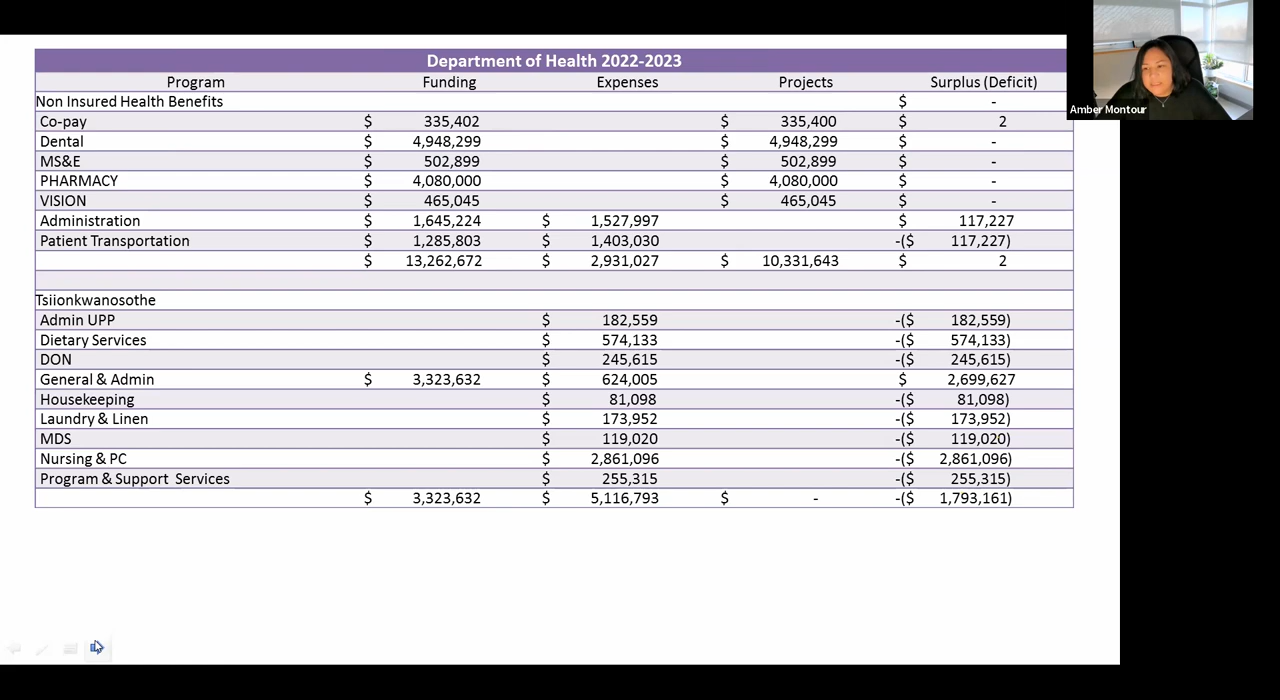 Department of Health 2022-2023
Program Funding Expenses Projects Surplus (Deficit)
Non Insured Health Benefits $ -
Co-pay $ 335,402 $ 335,400 $ 2
Dental $ 4,948,299 $ 4,948,299 $ -
MS&E $ 502,899 $ 502,899 $ -
PHARMACY $ 4,080,000 $ 4,080,000 $ -
VISION $ 465,045 $ 465,045 $ -
Administration $ 1,645,224 $ 1,527,997 $ 117,227
Patient Transportation $ 1,285,803 $ 1,403,030 -($ 117,227)
$ 13,262,672 $ 2,931,027 $ 10,331,643 $ 2
Tsiionkwanosothe
Admin UPP $ 182,559 -($ 182,559)
Dietary Services $ 574,133 -($ 574,133)
DON $ 245,615 -($ 245,615)
General & Admin $ 3,323,632 $ 624,005 $ 2,699,627
Housekeeping $ 81,098 -($ 81,098)
Laundry & Linen $ 173,952 -($ 173,952)
MDS $ 119,020 -($ 119,020)
Nursing & PC $ 2,861,096 -($ 2,861,096)
Program & Support Services $ 255,315 -($ 255,315)
$ 3,323,632 $ 5,116,793 $ - -($ 1,793,161)
Amber Montour